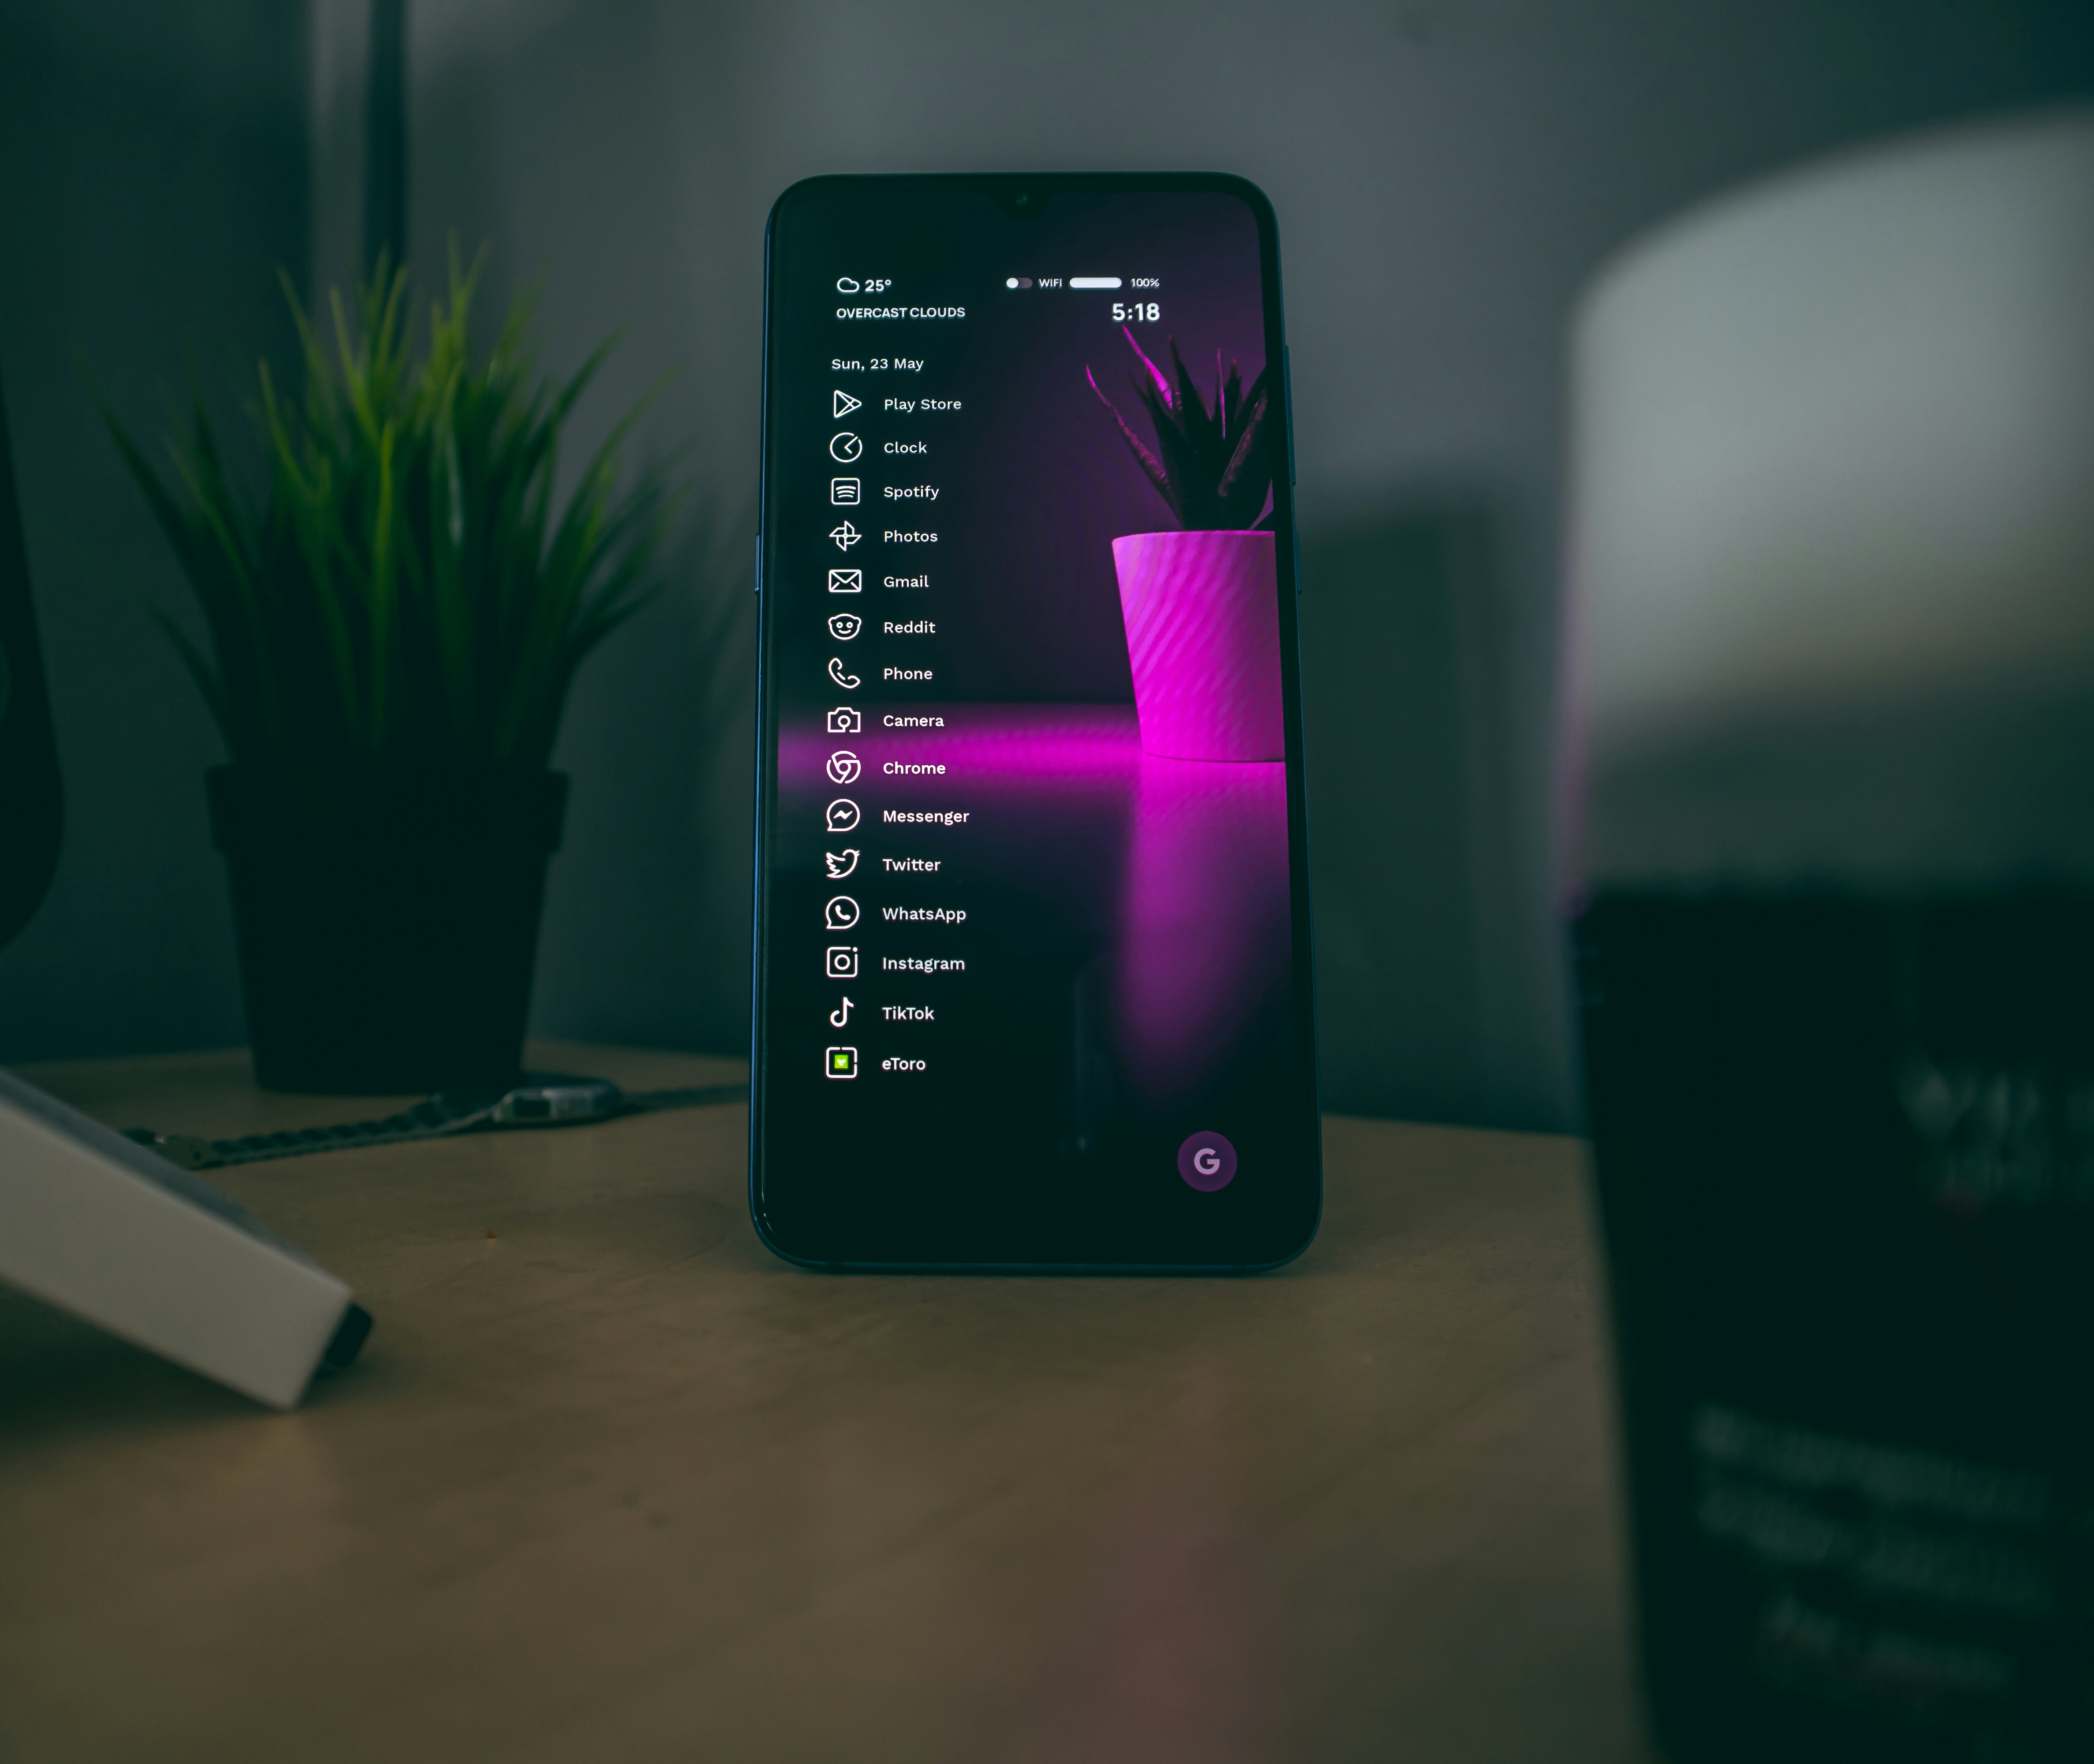 25°
WIFI 100%
OVERCAST CLOUDS
5:18
Sun, 23 May
Play Store
Clock
Spotify
Photos
Gmail
Reddit
Phone
Camera
Chrome
Messenger
Twitter
WhatsApp
Instagram
TikTok
eToro
G